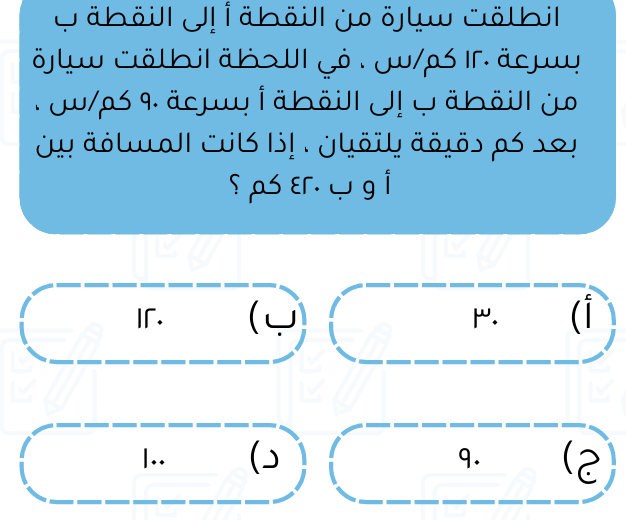 انطلقت سيارة من النقطة أ إلى النقطة ب
بسرعة ١٢٠ كم/س ، في اللحظة انطلقت سيارة
من النقطة ب إلى النقطة أ بسرعة ٩٠ كم/س ،
بعد كم دقيقة يلتقيان ، إذا كانت المسافة بين
أ و ب ٤٢٠ كم ؟
أ) ٣٠
ب) ١٢٠
ج) ٩٠
د) ١٠٠